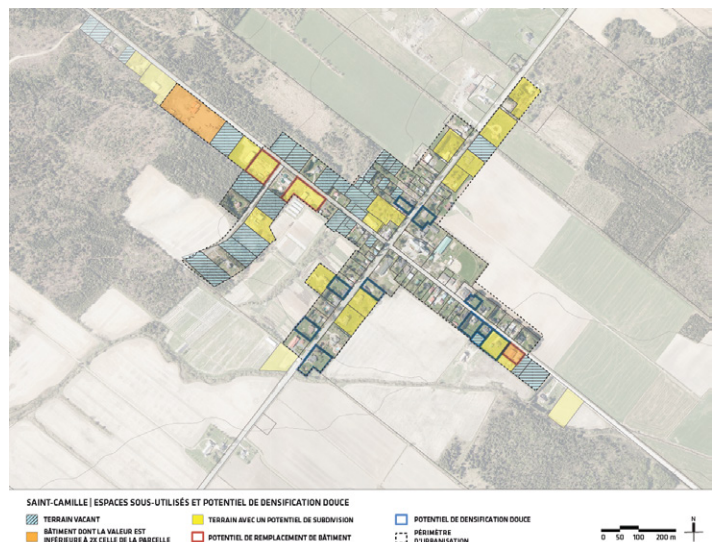 SAINT-CAMILLE | ESPACES SOUS-UTILISÉS ET POTENTIEL DE DENSIFICATION DOUCE
TERRAIN VACANT
BÂTIMENT DONT LA VALEUR EST
INFÉRIEURE À 2X CELLE DE LA PARCELLE
TERRAIN AVEC UN POTENTIEL DE SUBDIVISION
POTENTIEL DE REMPLACEMENT DE BÂTIMENT
POTENTIEL DE DENSIFICATION DOUCE
PÉRIMÈTRE
D'URBANISATION
0 50 100 200 m
N